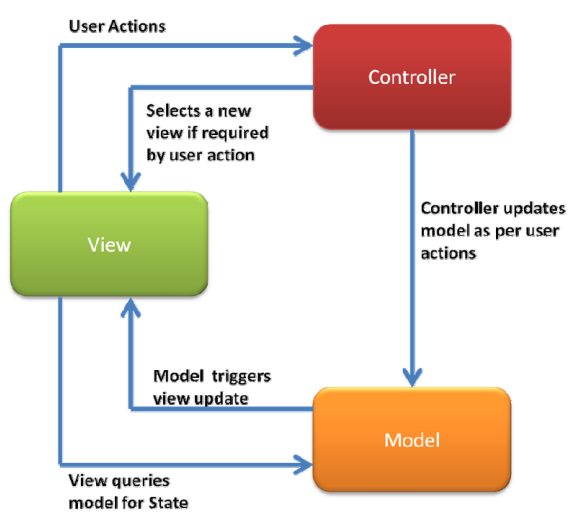 User Actions
Controller
Selects a new
view if required
by user action
Controller updates
model as per user
actions
View
Model triggers
view update
Model
View queries
model for State